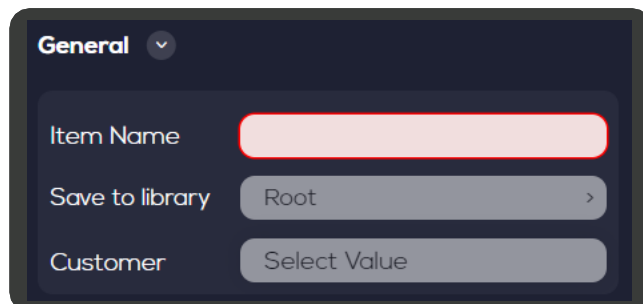 General
Item Name
Save to library Root >
Customer Select Value